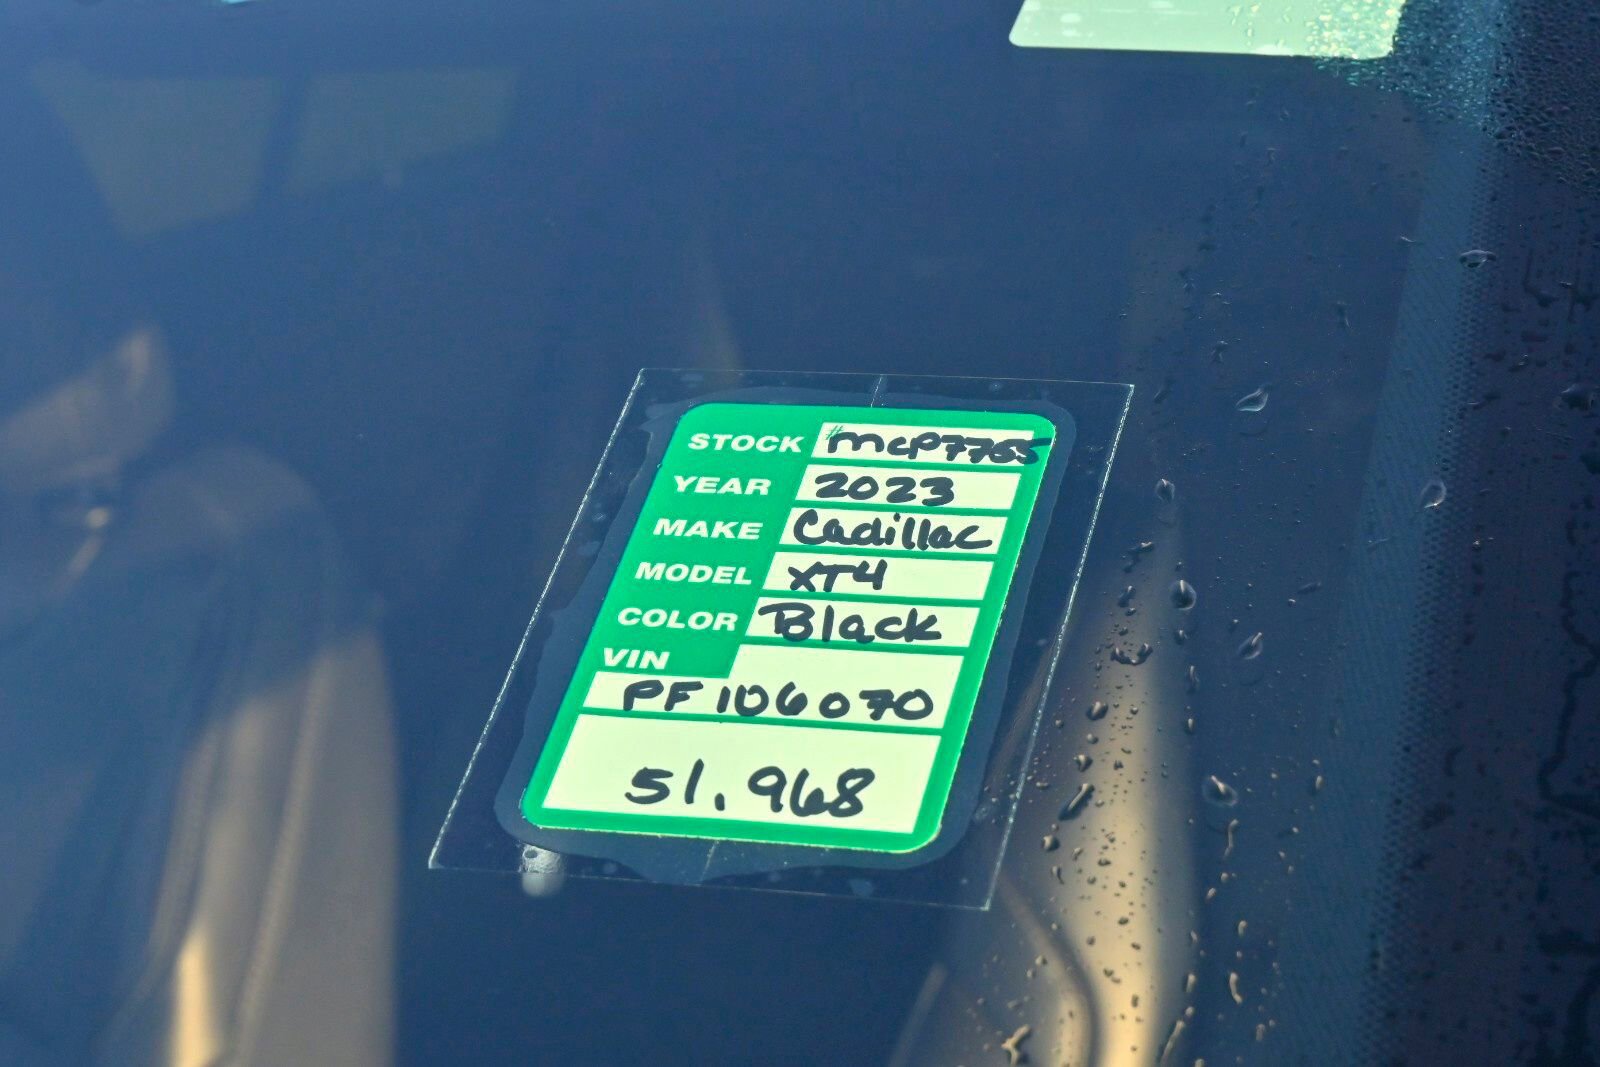 STOCK #mcp7765
YEAR 2023
MAKE Cadillac
MODEL XT4
COLOR Black
VIN
PF106070
51.968